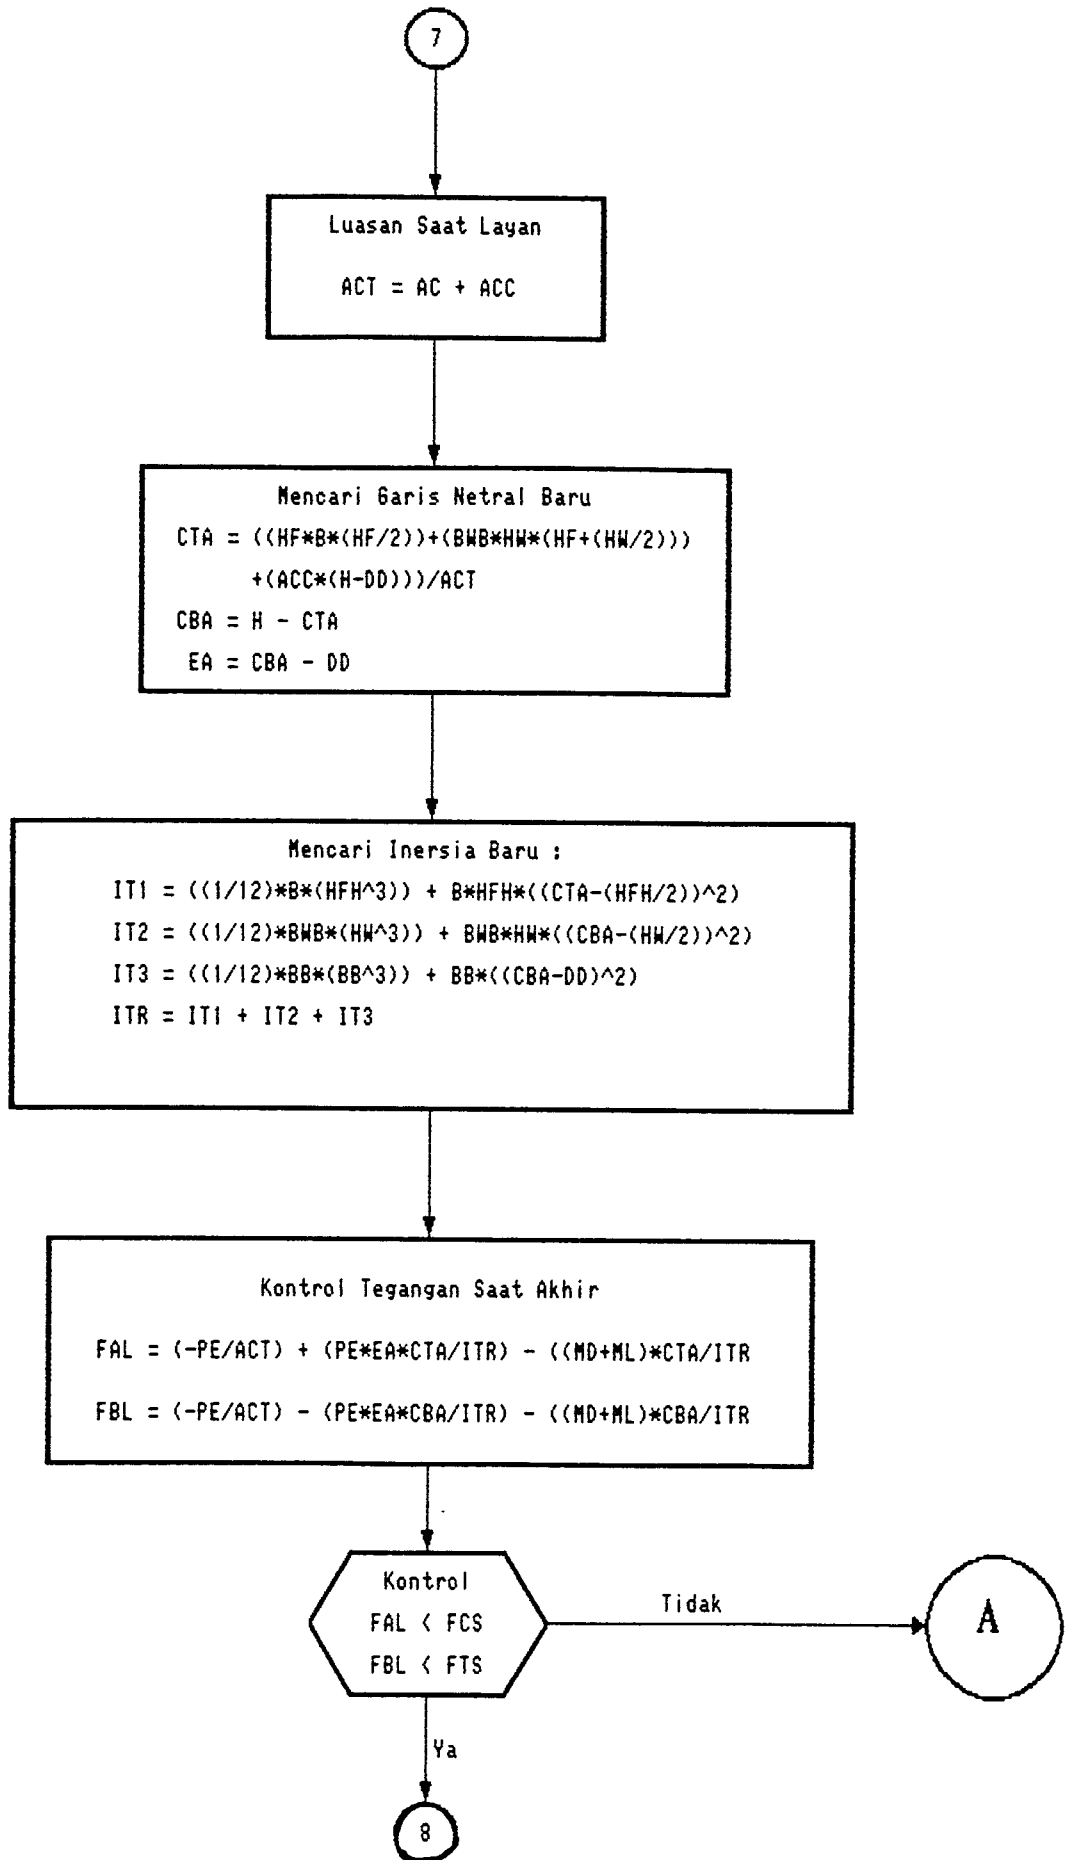 7
Luasan Saat Layan
ACT = AC + ACC
Mencari Garis Netral Baru
CTA = ((HF*B*(HF/2))+(BWB*HW*(HF+(HW/2)))
+(ACC*(H-DD)))/ACT
CBA = H - CTA
EA = CBA - DD
Mencari Inersia Baru :
IT1 = ((1/12)*B*(HFH^3)) + B*HFH*((CTA-(HFH/2))^2)
IT2 = ((1/12)*BWB*(HW^3)) + BWB*HW*((CBA-(HW/2))^2)
IT3 = ((1/12)*BB*(BB^3)) + BB*((CBA-DD)^2)
ITR = IT1 + IT2 + IT3
Kontrol Tegangan Saat Akhir
FAL = (-PE/ACT) + (PE*EA*CTA/ITR) - ((MD+ML)*CTA/ITR
FBL = (-PE/ACT) - (PE*EA*CBA/ITR) - ((MD+ML)*CBA/ITR
Kontrol
FAL < FCS
FBL < FTS
Tidak
A
Ya
8